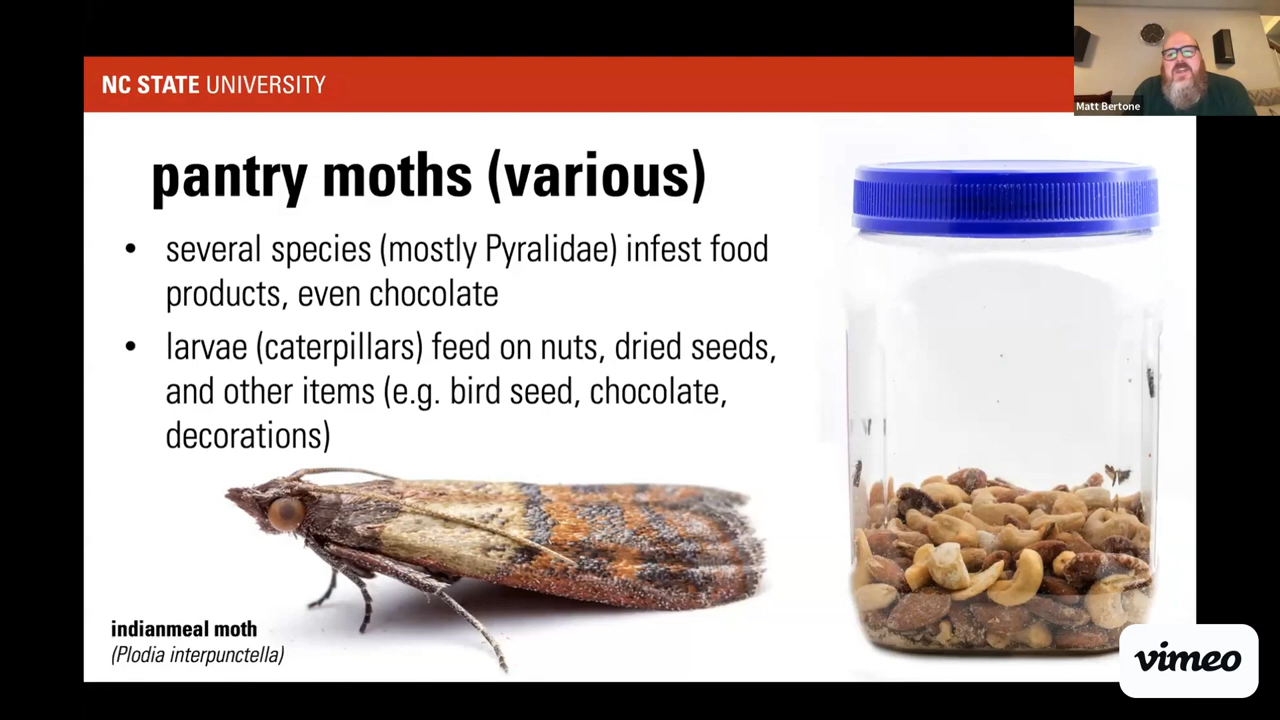 NC STATE UNIVERSITY
Matt Bertone
pantry moths (various)
• several species (mostly Pyralidae) infest food
products, even chocolate
• larvae (caterpillars) feed on nuts, dried seeds,
and other items (e.g. bird seed, chocolate,
decorations)
indianmeal moth
(Plodia interpunctella)
vimeo